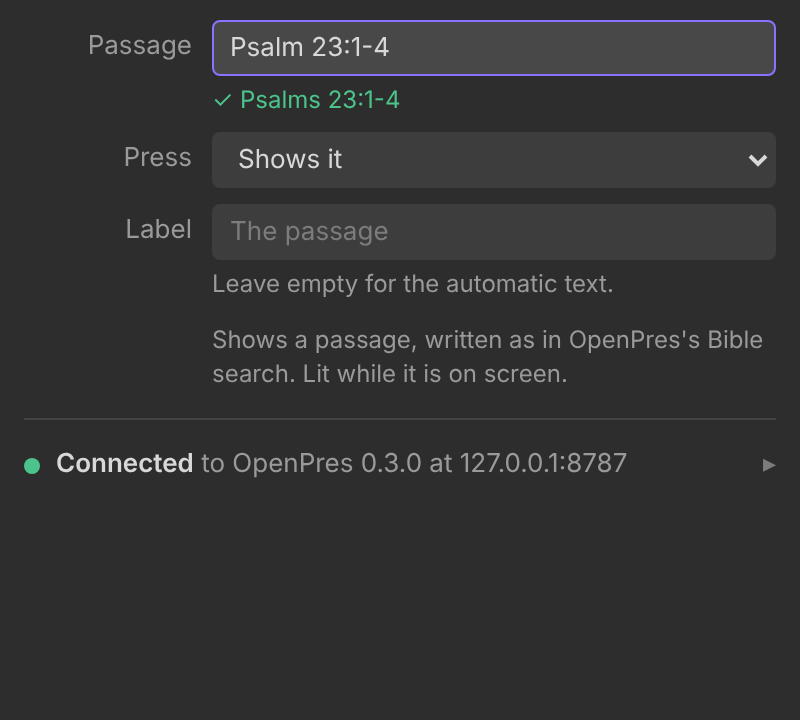 Passage
Psalm 23:1-4
✓ Psalms 23:1-4
Press
Shows it
Label
The passage
Leave empty for the automatic text.
Shows a passage, written as in OpenPres's Bible
search. Lit while it is on screen.
Connected to OpenPres 0.3.0 at 127.0.0.1:8787